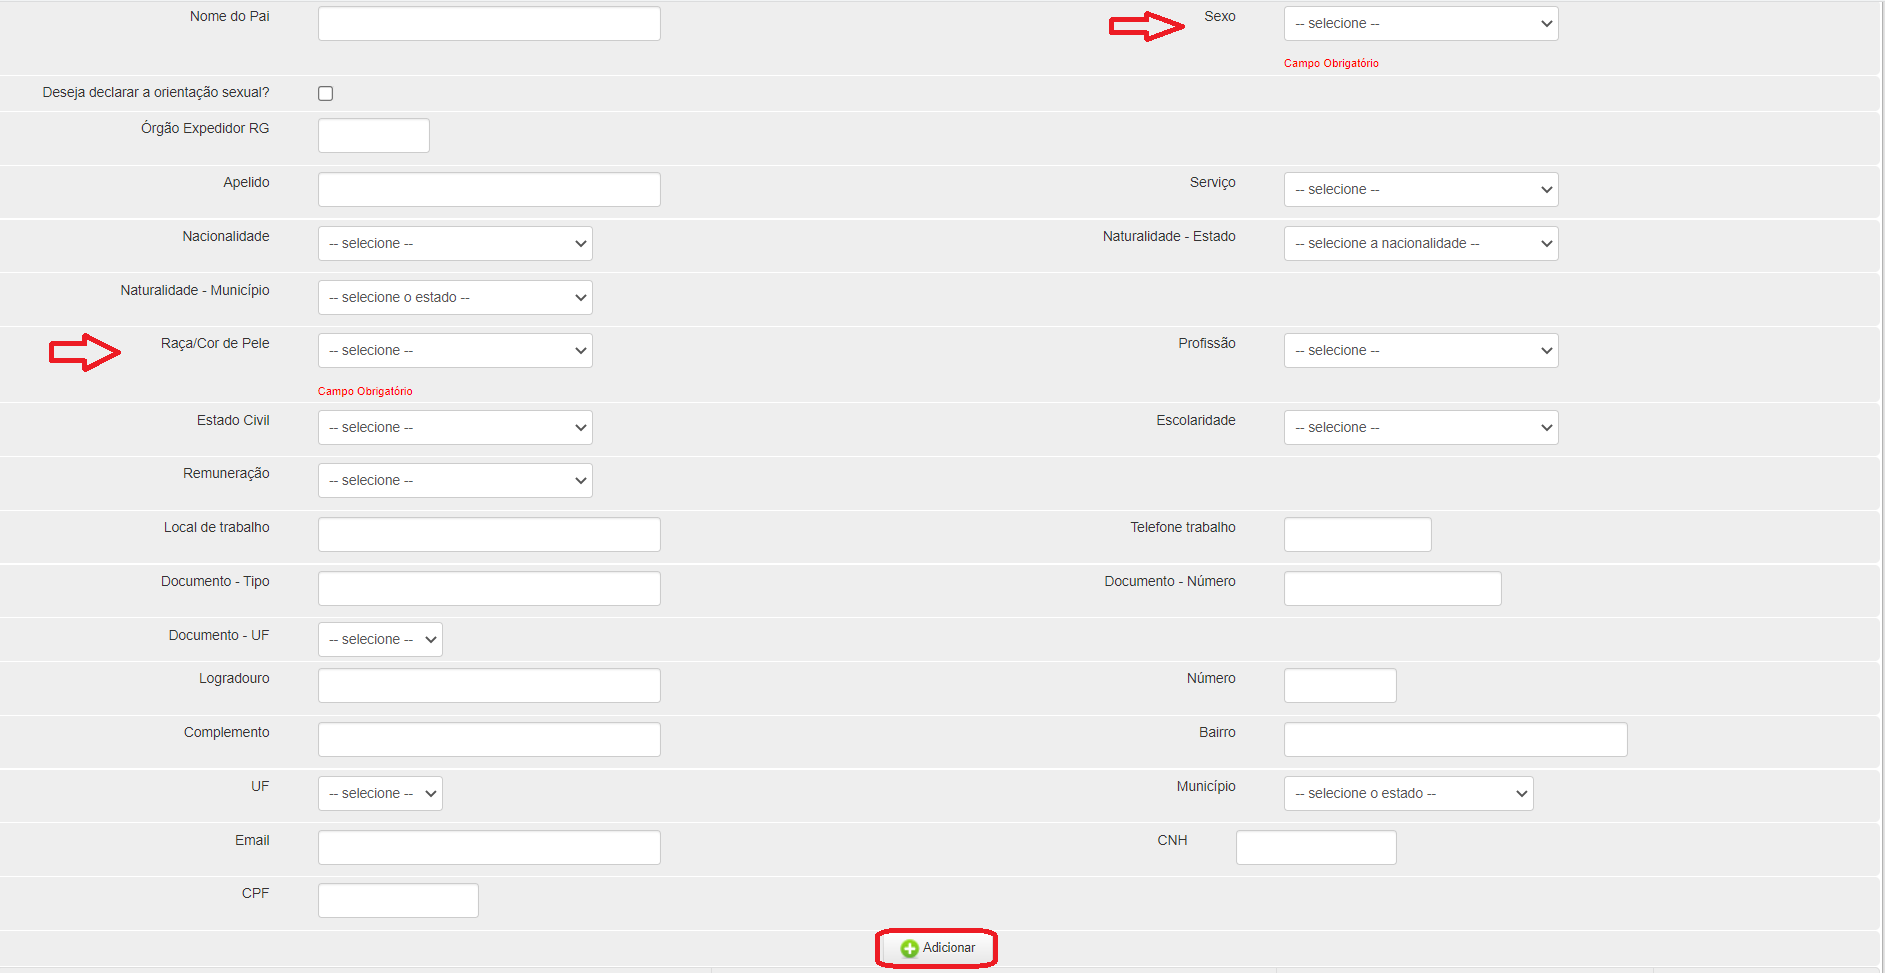 Nome do Pai
Sexo
-- selecione --
Campo Obrigatório
Deseja declarar a orientação sexual?
Órgão Expedidor RG
Apelido
Serviço
-- selecione --
Nacionalidade
-- selecione --
Naturalidade - Estado
-- selecione a nacionalidade --
Naturalidade - Município
-- selecione o estado --
Raça/Cor de Pele
-- selecione --
Campo Obrigatório
Profissão
-- selecione --
Estado Civil
-- selecione --
Escolaridade
-- selecione --
Remuneração
-- selecione --
Local de trabalho
Telefone trabalho
Documento - Tipo
Documento - Número
Documento - UF
-- selecione --
Logradouro
Número
Complemento
Bairro
UF
-- selecione --
Município
-- selecione o estado --
Email
CNH
CPF
Adicionar